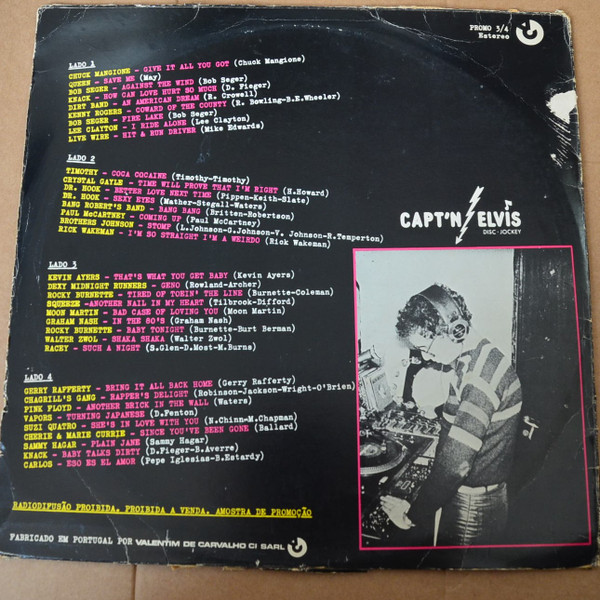 PROMO 3/4
Estereo
LADO 1
CHUCK MANGIONE - GIVE IT ALL YOU GOT (Chuck Mangione)
QUEEN - SAVE ME (May)
BOB SEGER - AGAINST THE WIND (Bob Seger)
KNACK - HOW CAN LOVE HURT SO MUCH (D. Fieger)
DIRT BAND - AN AMERICAN DREAM (R. Crowell)
KENNY ROGERS - COWARD OF THE COUNTY (R. Bowling-B.E.Wheeler)
BOB SEGER - FIRE LAKE (Bob Seger)
LEE CLAYTON - I RIDE ALONE (Lee Clayton)
LIVE WIRE - HIT & RUN DRIVER (Mike Edwards)
LADO 2
TIMOTHY - COCA COCAINE (Timothy-Timothy)
CRYSTAL GAYLE - TIME WILL PROVE THAT I'M RIGHT (H.Howard)
DR. HOOK - BETTER LOVE NEXT TIME (Pippen-Keith-Slate)
DR. HOOK - SEXY EYES (Mather-Stegall-Waters)
BANG ROBERT'S BAND - BANG BANG (Britten-Robertson)
PAUL McCARTNEY - COMING UP (Paul McCartney)
BROTHERS JOHNSON - STOMP (L.Johnson-G.Johnson-V. Johnson-R.Temperton)
RICK WAKEMAN - I'M SO STRAIGHT I'M A WEIRDO (Rick Wakeman)
CAPT'N ELVIS
DISC-JOCKEY
LADO 3
KEVIN AYERS - THAT'S WHAT YOU GET BABY (Kevin Ayers)
DEXY MIDNIGHT RUNNERS - GENO (Rowland-Archer)
ROCKY BURNETTE - TIRED OF TOEIN' THE LINE (Burnette-Coleman)
SQUEEZE -ANOTHER NAIL IN MY HEART (Tilbrook-Difford)
MOON MARTIN - BAD CASE OF LOVING YOU (Moon Martin)
GRAHAM NASH - IN THE 80'S (Graham Nash)
ROCKY BURNETTE - BABY TONIGHT (Burnette-Burt Berman)
WALTER ZWOL - SHAKA SHAKA (Walter Zwol)
RACEY - SUCH A NIGHT (S.Glen-D.Most-M.Burns)
LADO 4
GERRY RAFFERTY - BRING IT ALL BACK HOME (Gerry Rafferty)
CHAGRILL'S GANG - RAPPER'S DELIGHT (Robinson-Jackson-Wright-O'Brien)
PINK FLOYD - ANOTHER BRICK IN THE WALL (Waters)
VAPORS - TURNING JAPANESE (D.Fenton)
SUZI QUATRO - SHE'S IN LOVE WITH YOU (N.Chinn-M.Chapman)
CHERIE & MARIE CURRIE - SINCE YOU'VE BEEN GONE (Ballard)
SAMMY HAGAR - PLAIN JANE (Sammy Hagar)
KNACK - BABY TALKS DIRTY (D.Fieger-B.Averre)
CARLOS - ESO ES EL AMOR (Pepe Iglesias-B.Estardy)
RADIODIFUSÃO PROIBIDA. PROIBIDA A VENDA. AMOSTRA DE PROMOÇÃO
FABRICADO EM PORTUGAL POR VALENTIM DE CARVALHO CI SARL